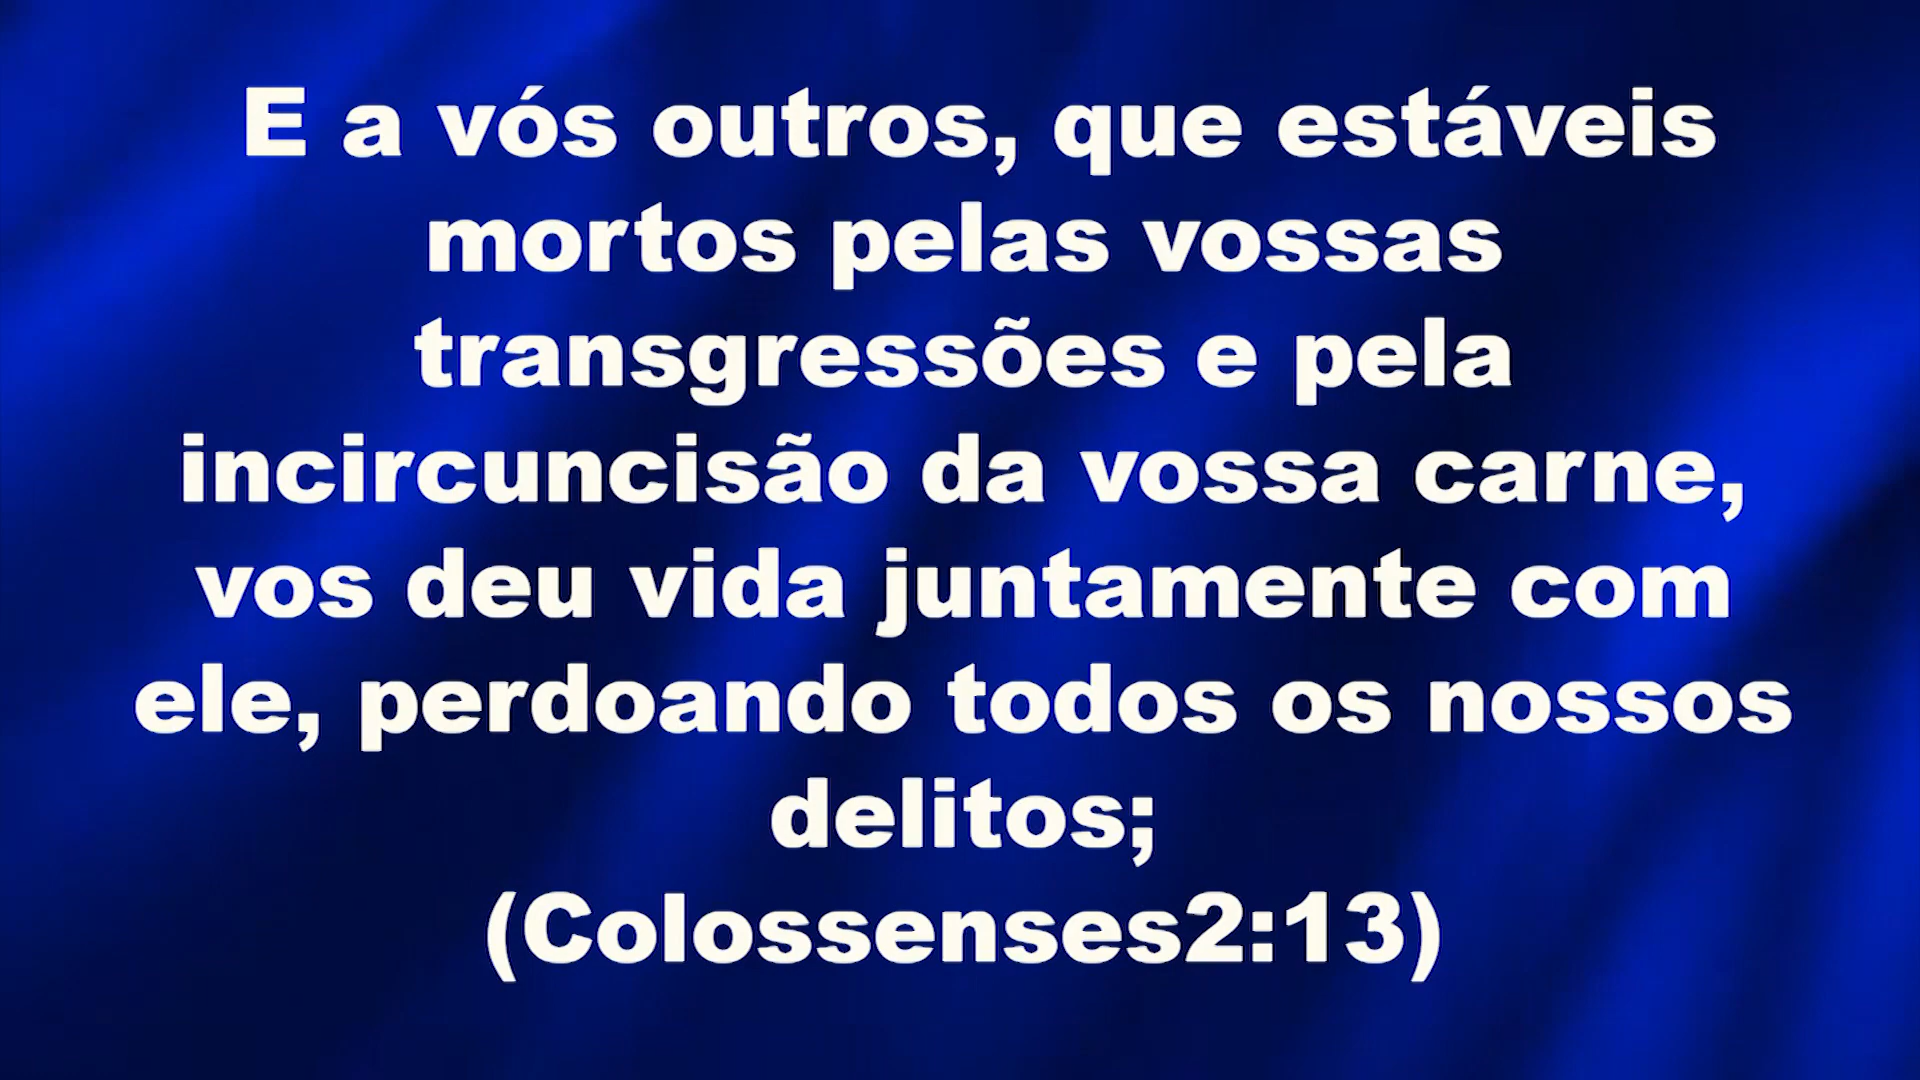 E a vós outros, que estáveis
mortos pelas vossas
transgressões e pela
incircuncisão da vossa carne,
vos deu vida juntamente com
ele, perdoando todos os nossos
delitos;
(Colossenses2:13)